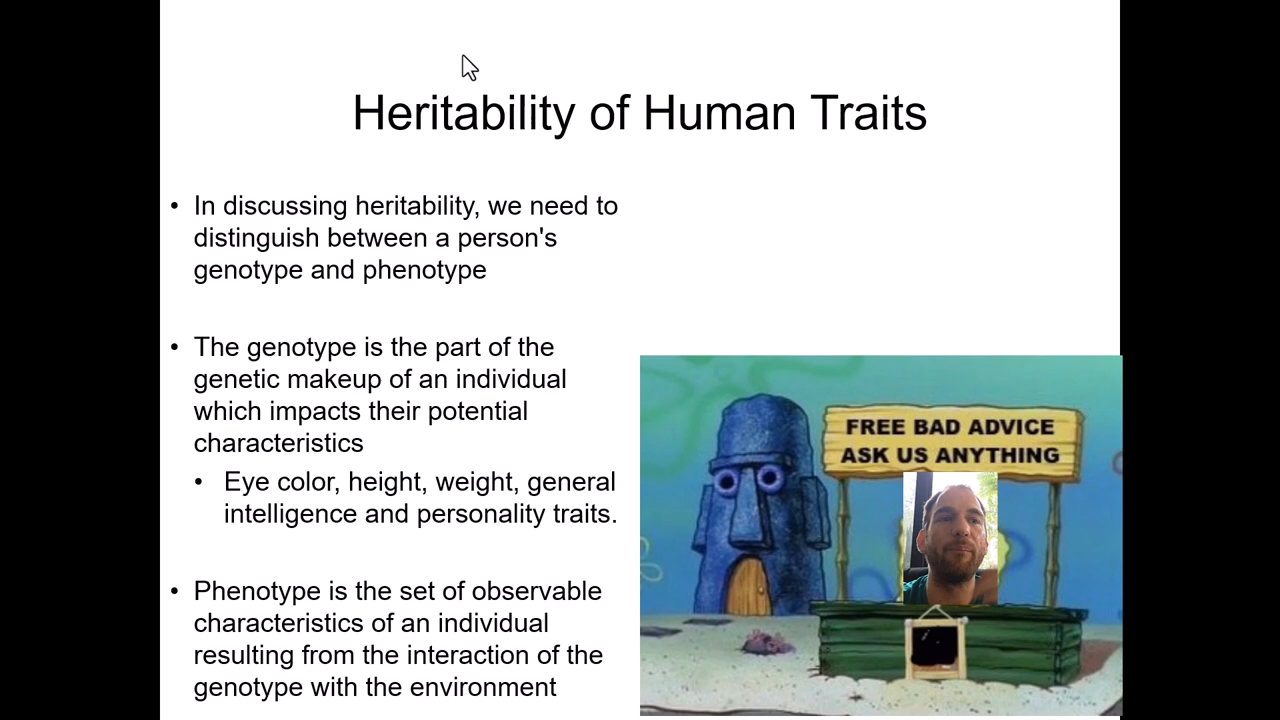 Heritability of Human Traits
• In discussing heritability, we need to
distinguish between a person's
genotype and phenotype
• The genotype is the part of the
genetic makeup of an individual
which impacts their potential
characteristics
• Eye color, height, weight, general
intelligence and personality traits.
• Phenotype is the set of observable
characteristics of an individual
resulting from the interaction of the
genotype with the environment
FREE BAD ADVICE
ASK US ANYTHING